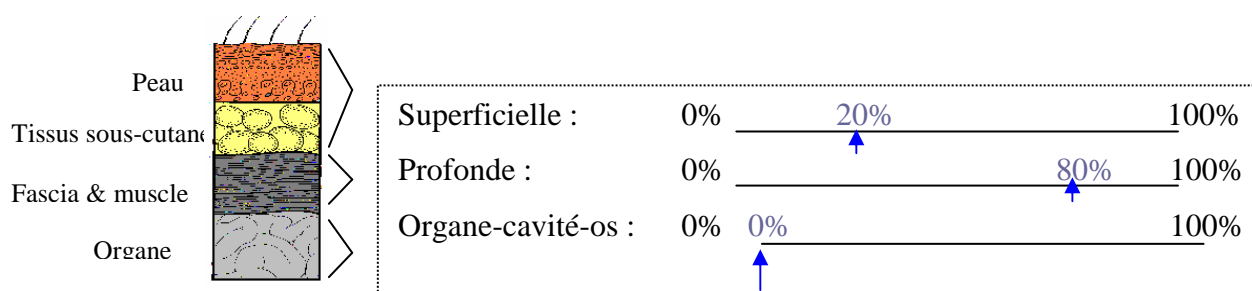 Peau
Tissus sous-cutané
Fascia & muscle
Organe
Superficielle : 0% 20% 100%
Profonde : 0% 80% 100%
Organe-cavité-os : 0% 0% 100%